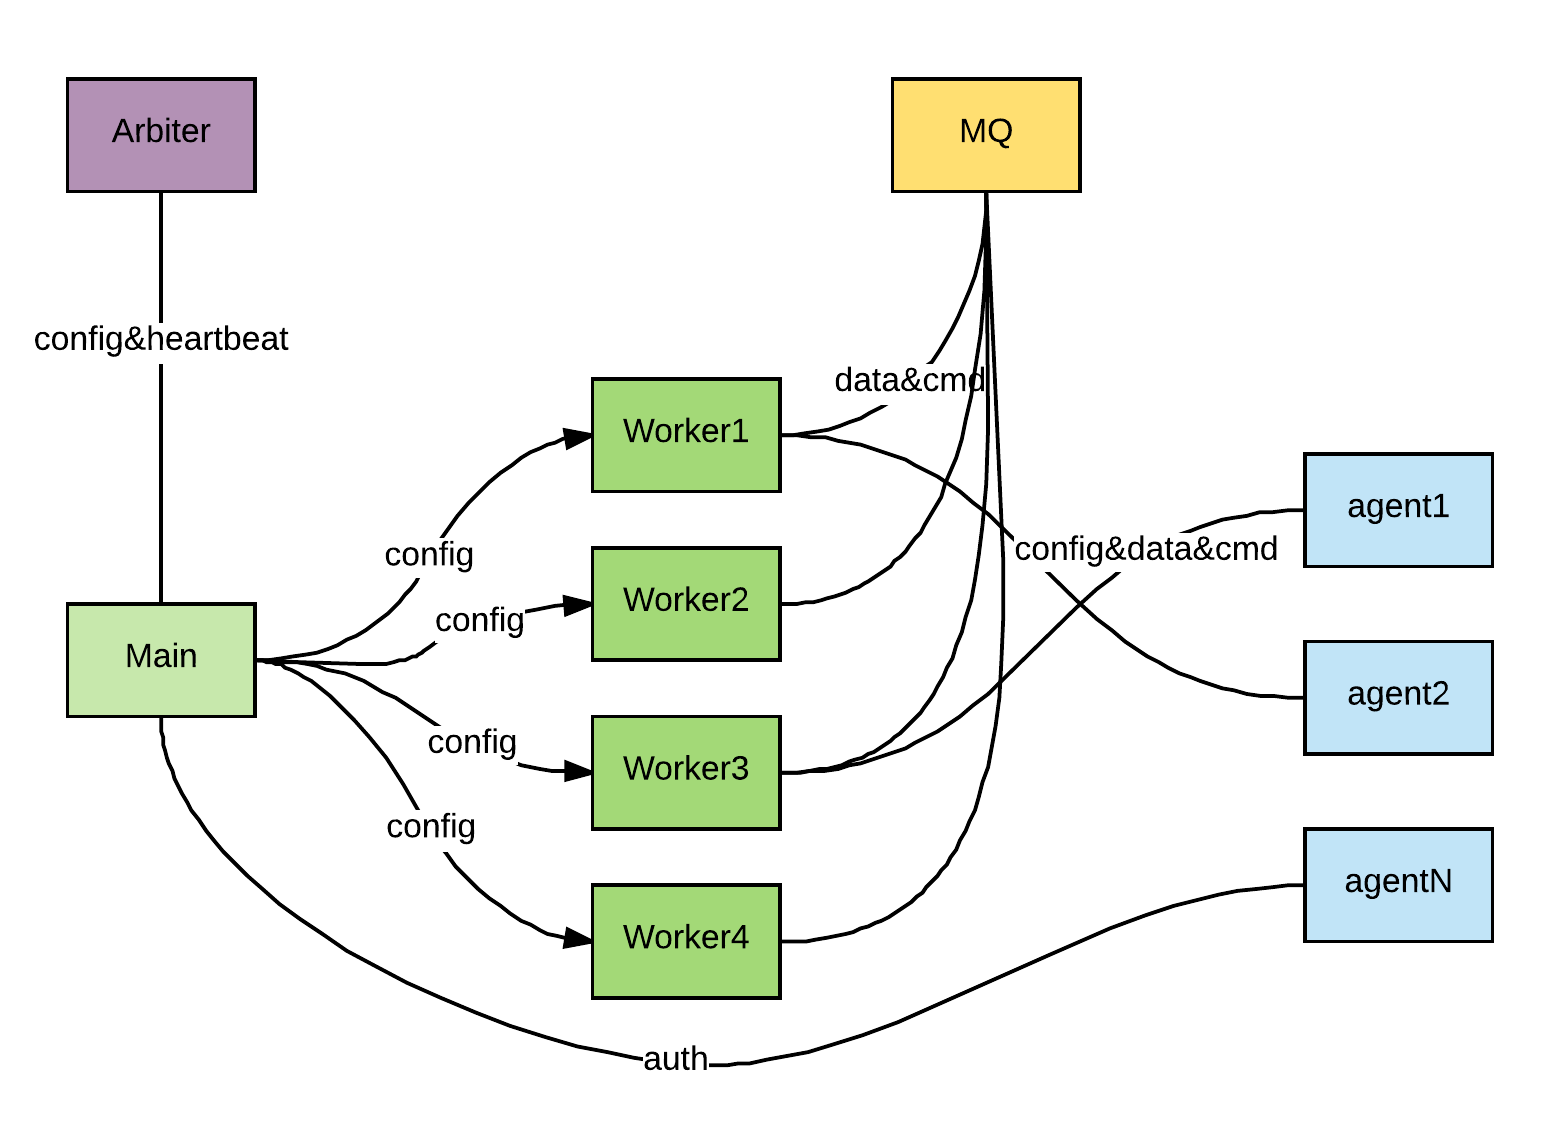 Arbiter
MQ
config&heartbeat
data&cmd
Worker1
agent1
config
config&data&cmd
Worker2
config
Main
agent2
config
Worker3
config
agentN
Worker4
auth